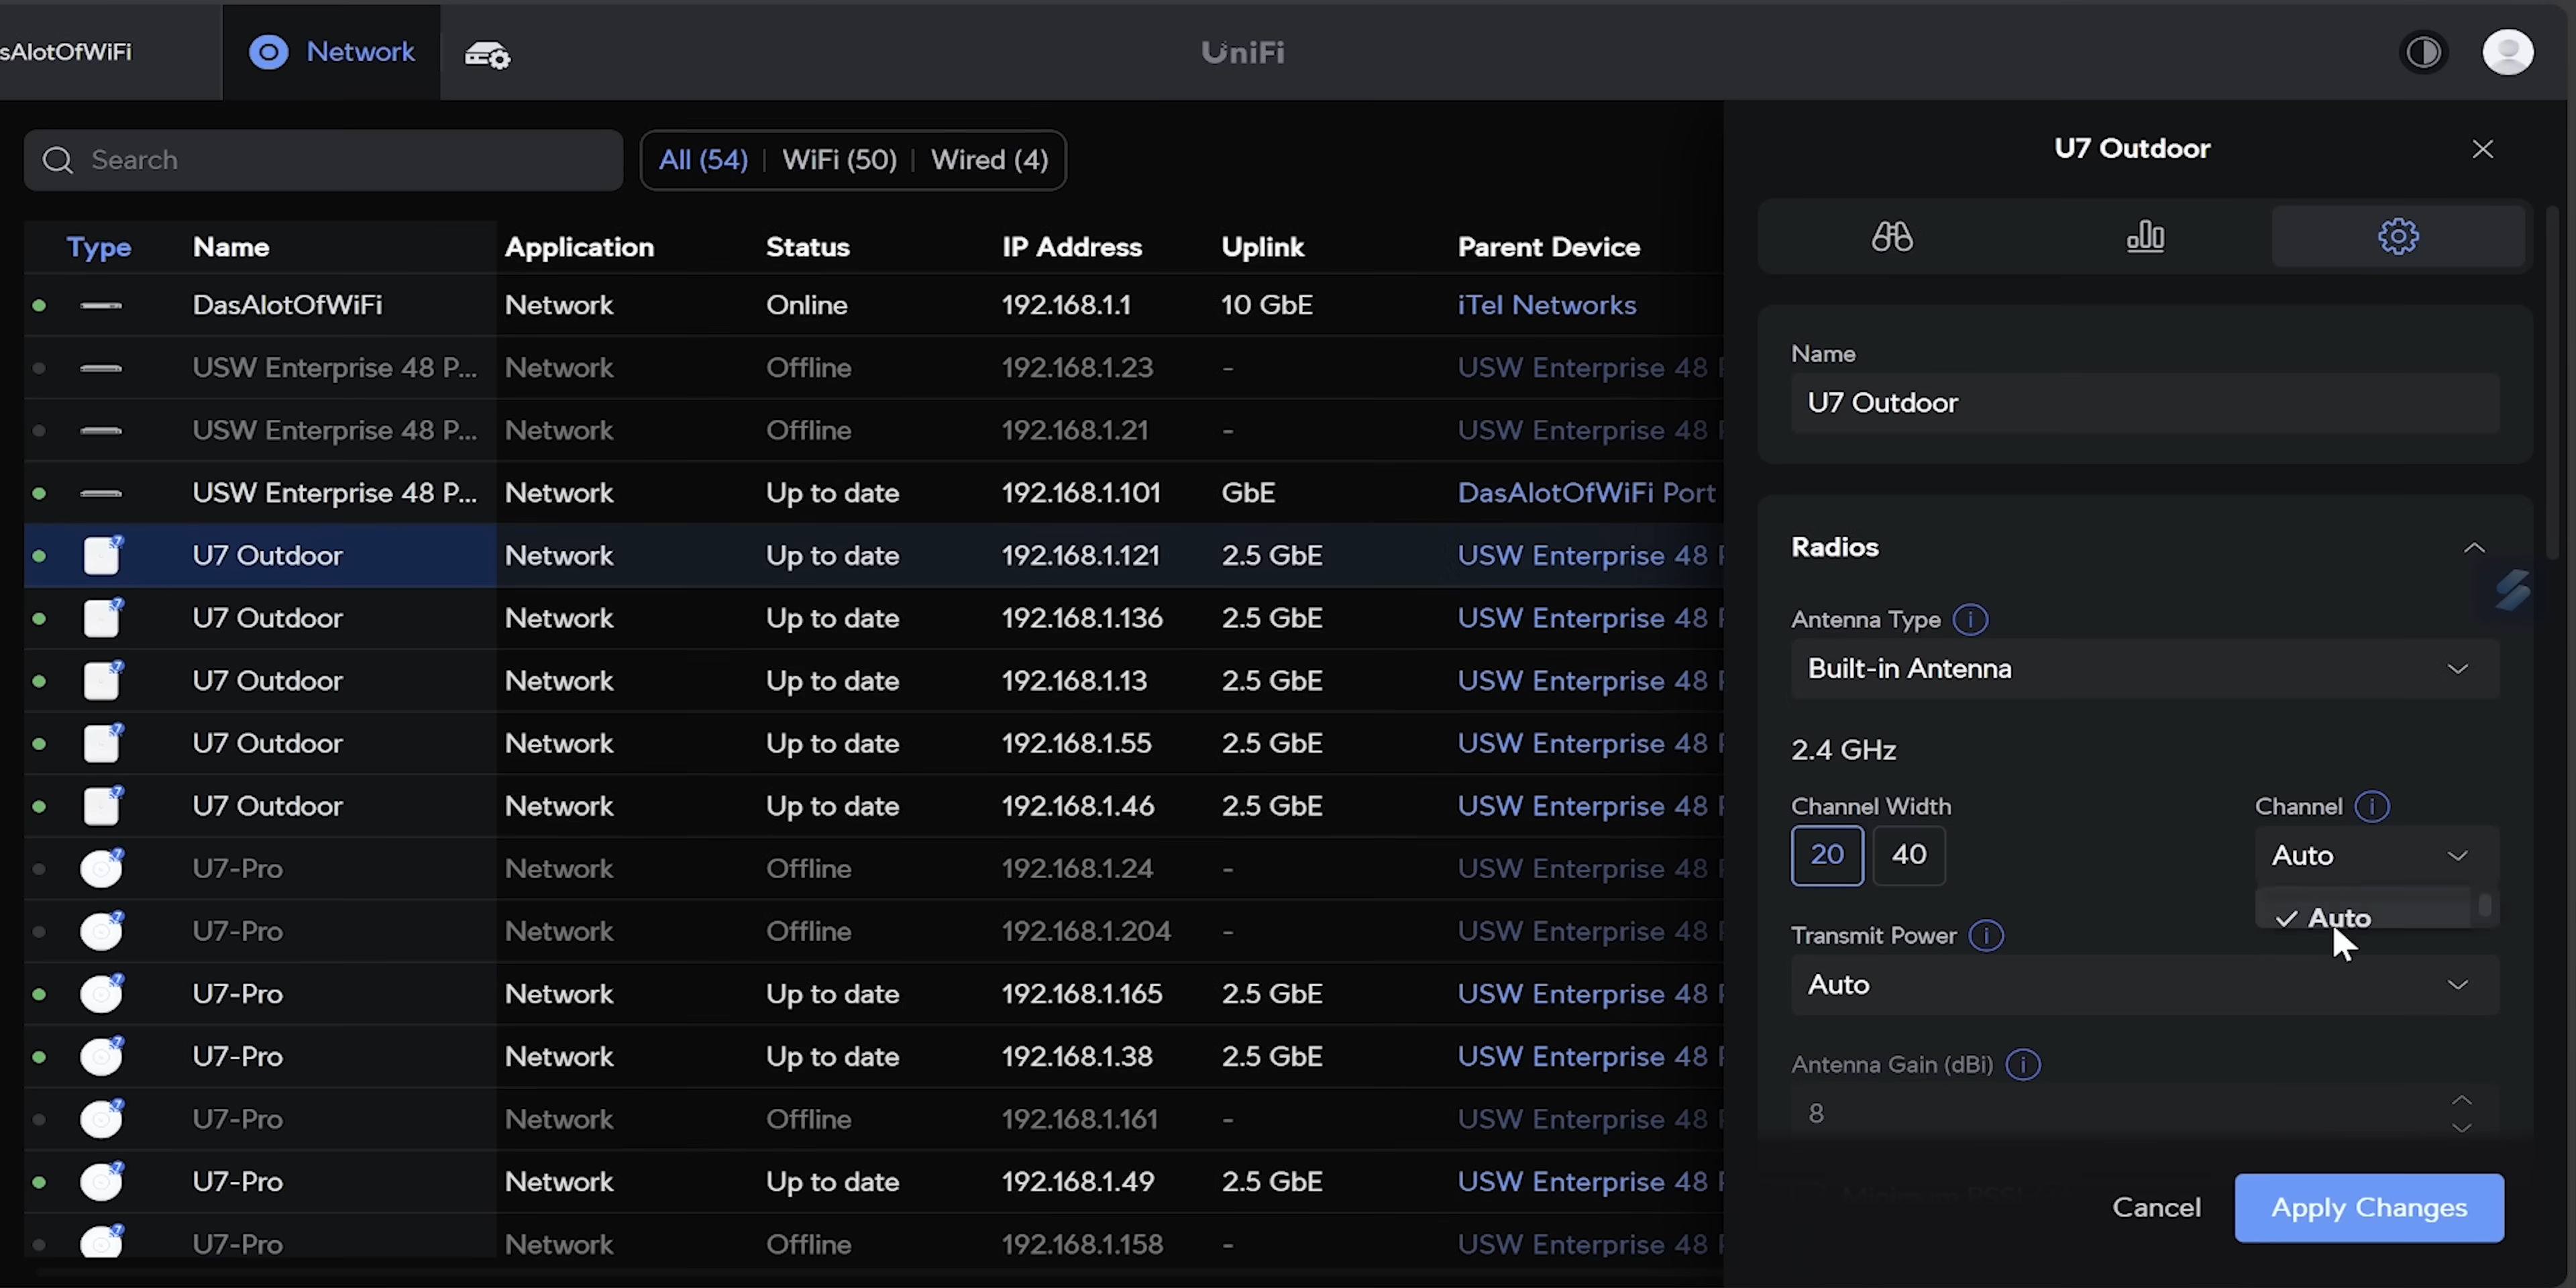 sAlotOfWiFi
Network
UniFi
Search
All (54) | WiFi (50) | Wired (4)
Type Name Application Status IP Address Uplink Parent Device
DasAlotOfWiFi Network Online 192.168.1.1 10 GbE iTel Networks
USW Enterprise 48 P... Network Offline 192.168.1.23 - USW Enterprise 48 P
USW Enterprise 48 P... Network Offline 192.168.1.21 - USW Enterprise 48 P
USW Enterprise 48 P... Network Up to date 192.168.1.101 GbE DasAlotOfWiFi Port
U7 Outdoor Network Up to date 192.168.1.121 2.5 GbE USW Enterprise 48 P
U7 Outdoor Network Up to date 192.168.1.136 2.5 GbE USW Enterprise 48 P
U7 Outdoor Network Up to date 192.168.1.13 2.5 GbE USW Enterprise 48 P
U7 Outdoor Network Up to date 192.168.1.55 2.5 GbE USW Enterprise 48 P
U7 Outdoor Network Up to date 192.168.1.46 2.5 GbE USW Enterprise 48 P
U7-Pro Network Offline 192.168.1.24 - USW Enterprise 48 P
U7-Pro Network Offline 192.168.1.204 - USW Enterprise 48 P
U7-Pro Network Up to date 192.168.1.165 2.5 GbE USW Enterprise 48 P
U7-Pro Network Up to date 192.168.1.38 2.5 GbE USW Enterprise 48 P
U7-Pro Network Offline 192.168.1.161 - USW Enterprise 48 P
U7-Pro Network Up to date 192.168.1.49 2.5 GbE USW Enterprise 48 P
U7-Pro Network Offline 192.168.1.158 - USW Enterprise 48 P
U7 Outdoor
Name
U7 Outdoor
Radios
Antenna Type
Built-in Antenna
2.4 GHz
Channel Width Channel
20 40 Auto
Auto
Transmit Power
Auto
Antenna Gain (dBi)
8
Cancel Apply Changes